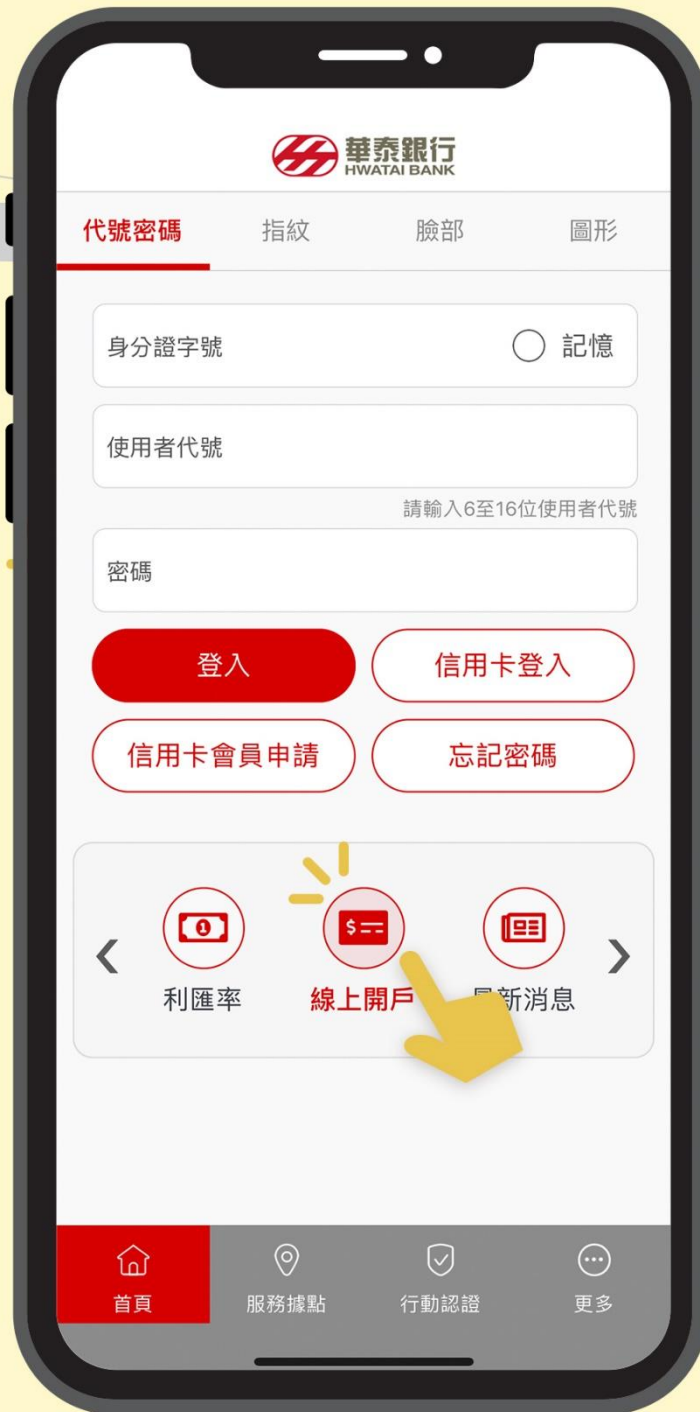 華泰銀行
HWATAI BANK
代號密碼 指紋 臉部 圖形
身分證字號 記憶
使用者代號
請輸入6至16位使用者代號
密碼
登入 信用卡登入
信用卡會員申請 忘記密碼
利匯率 線上開戶 新消息
首頁 服務據點 行動認證 更多